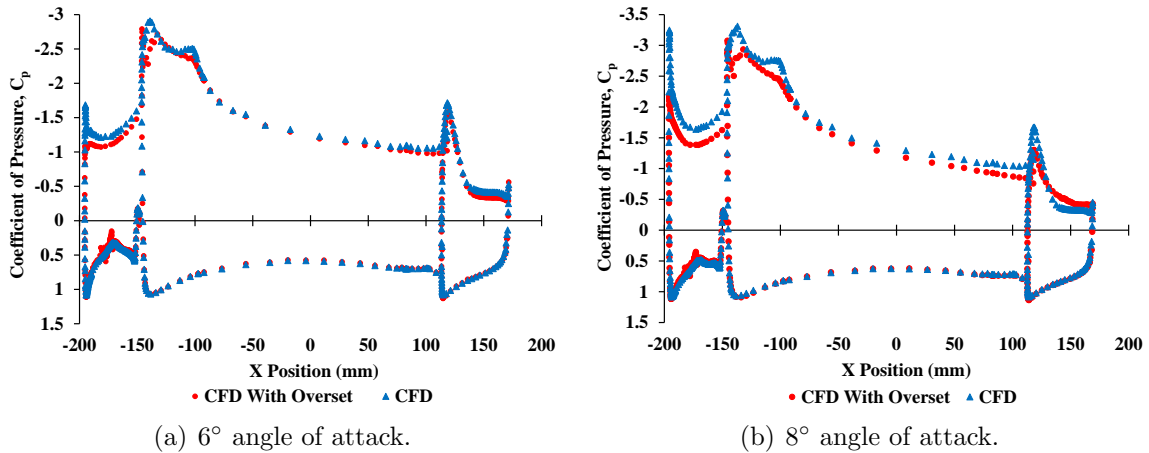 Coefficient of Pressure, Cp
-3
-2.5
-2
-1.5
-1
-0.5
0
0.5
1
1.5
-200 -150 -100 -50 0 50 100 150 200
X Position (mm)
CFD With Overset CFD
(a) 6° angle of attack.
Coefficient of Pressure, Cp
-3.5
-3
-2.5
-2
-1.5
-1
-0.5
0
0.5
1
1.5
-200 -150 -100 -50 0 50 100 150 200
X Position (mm)
CFD With Overset CFD
(b) 8° angle of attack.